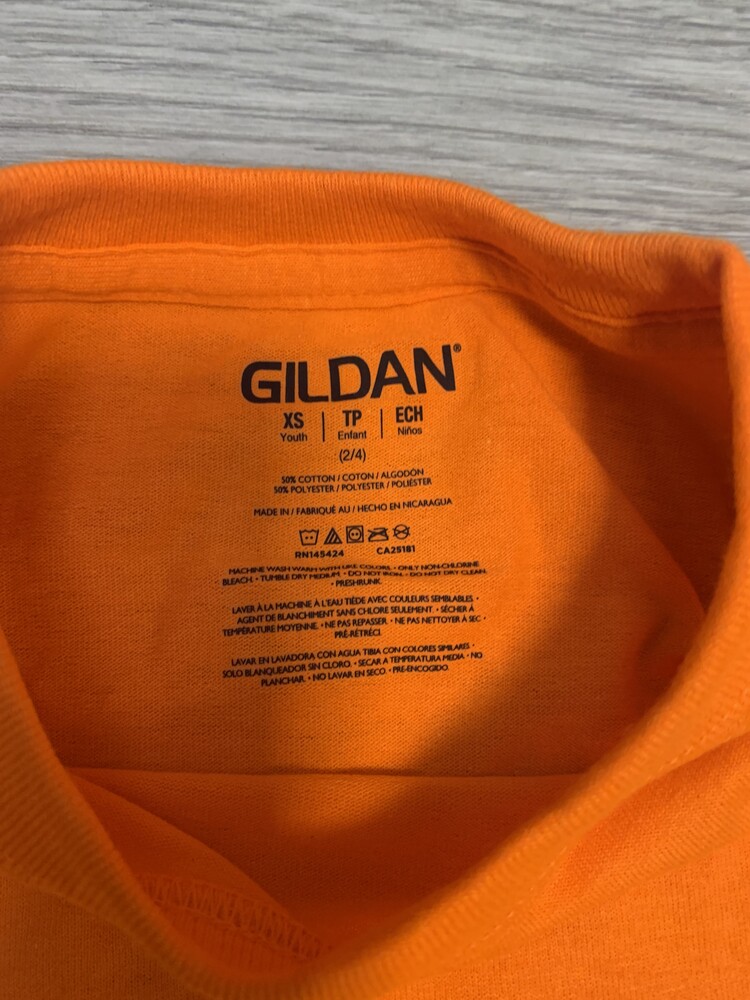 GILDAN®
XS | TP | ECH
Youth | Enfant | Niños
(2/4)
50% COTTON / COTON / ALGODÓN
50% POLYESTER / POLYESTER / POLIÉSTER
MADE IN / FABRIQUÉ AU / HECHO EN NICARAGUA
RN145424 CA25181
MACHINE WASH WARM WITH LIKE COLORS. • ONLY NON-CHLORINE
BLEACH. • TUMBLE DRY MEDIUM. • DO NOT IRON. • DO NOT DRY CLEAN.
• PRESHRUNK.
LAVER À LA MACHINE À L'EAU TIÈDE AVEC COULEURS SEMBLABLES. •
AGENT DE BLANCHIMENT SANS CHLORE SEULEMENT. • SÉCHER À
TEMPÉRATURE MOYENNE. • NE PAS REPASSER. • NE PAS NETTOYER À SEC. •
PRÉ-RÉTRÉCI.
LAVAR EN LAVADORA CON AGUA TIBIA CON COLORES SIMILARES. •
SOLO BLANQUEADOR SIN CLORO. • SECAR A TEMPERATURA MEDIA. • NO
PLANCHAR. • NO LAVAR EN SECO. • PRE-ENCOGIDO.